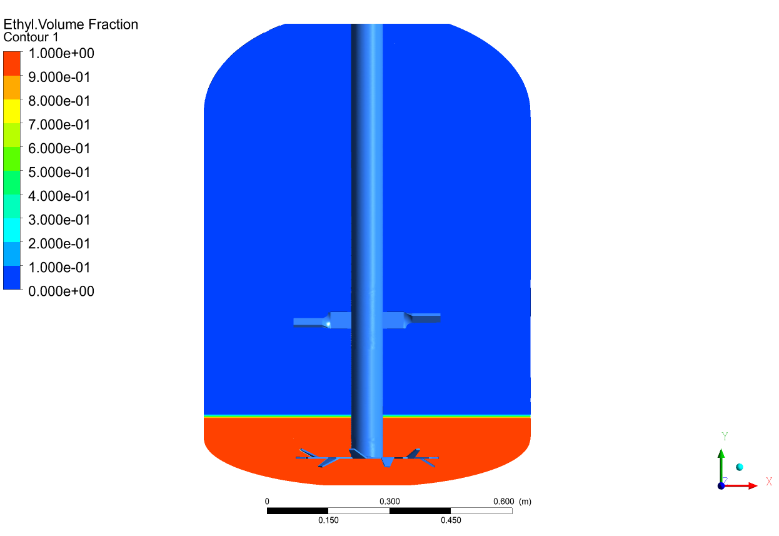 Ethyl.Volume Fraction
Contour 1
1.000e+00
9.000e-01
8.000e-01
7.000e-01
6.000e-01
5.000e-01
4.000e-01
3.000e-01
2.000e-01
1.000e-01
0.000e+00
Y
Z
X
0 0.300 0.600 (m)
0.150 0.450